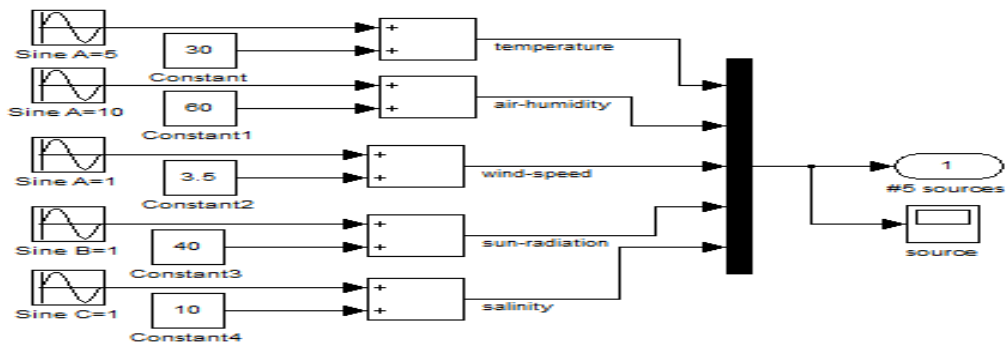 Sine A=5
30
Constant
+
+
temperature
Sine A=10
60
Constant1
+
+
air-humidity
Sine A=1
3.5
Constant2
+
+
wind-speed
Sine B=1
40
Constant3
+
+
sun-radiation
Sine C=1
10
Constant4
+
+
salinity
1
#5 sources
source